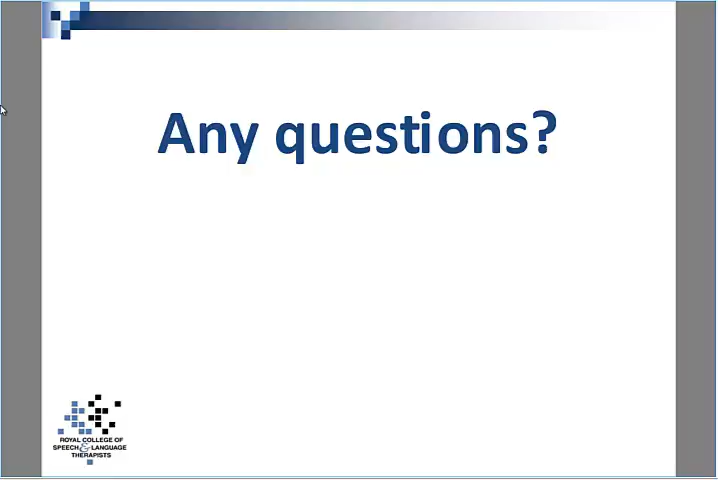 Any questions?
ROYAL COLLEGE OF
SPEECH & LANGUAGE
THERAPISTS